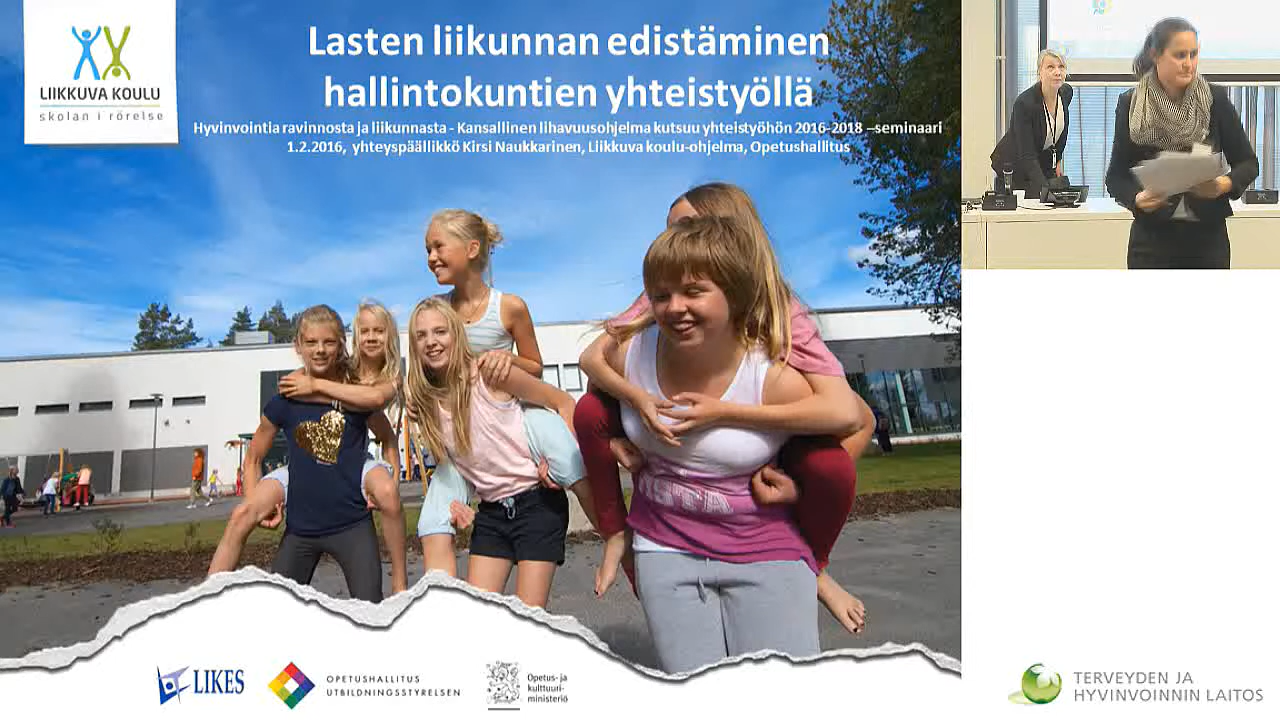 LIIKKUVA KOULU
skolan i rörelse
Lasten liikunnan edistäminen
hallintokuntien yhteistyöllä
Hyvinvointia ravinnosta ja liikunnasta - Kansallinen lihavuusohjelma kutsuu yhteistyöhön 2016-2018 –seminaari
1.2.2016, yhteyspäällikkö Kirsi Naukkarinen, Liikkuva koulu-ohjelma, Opetushallitus
LIKES
OPETUSHALLITUS
UTBILDNINGSSTYRELSEN
Opetus- ja
kulttuuri-
ministeriö
TERVEYDEN JA
HYVINVOINNIN LAITOS